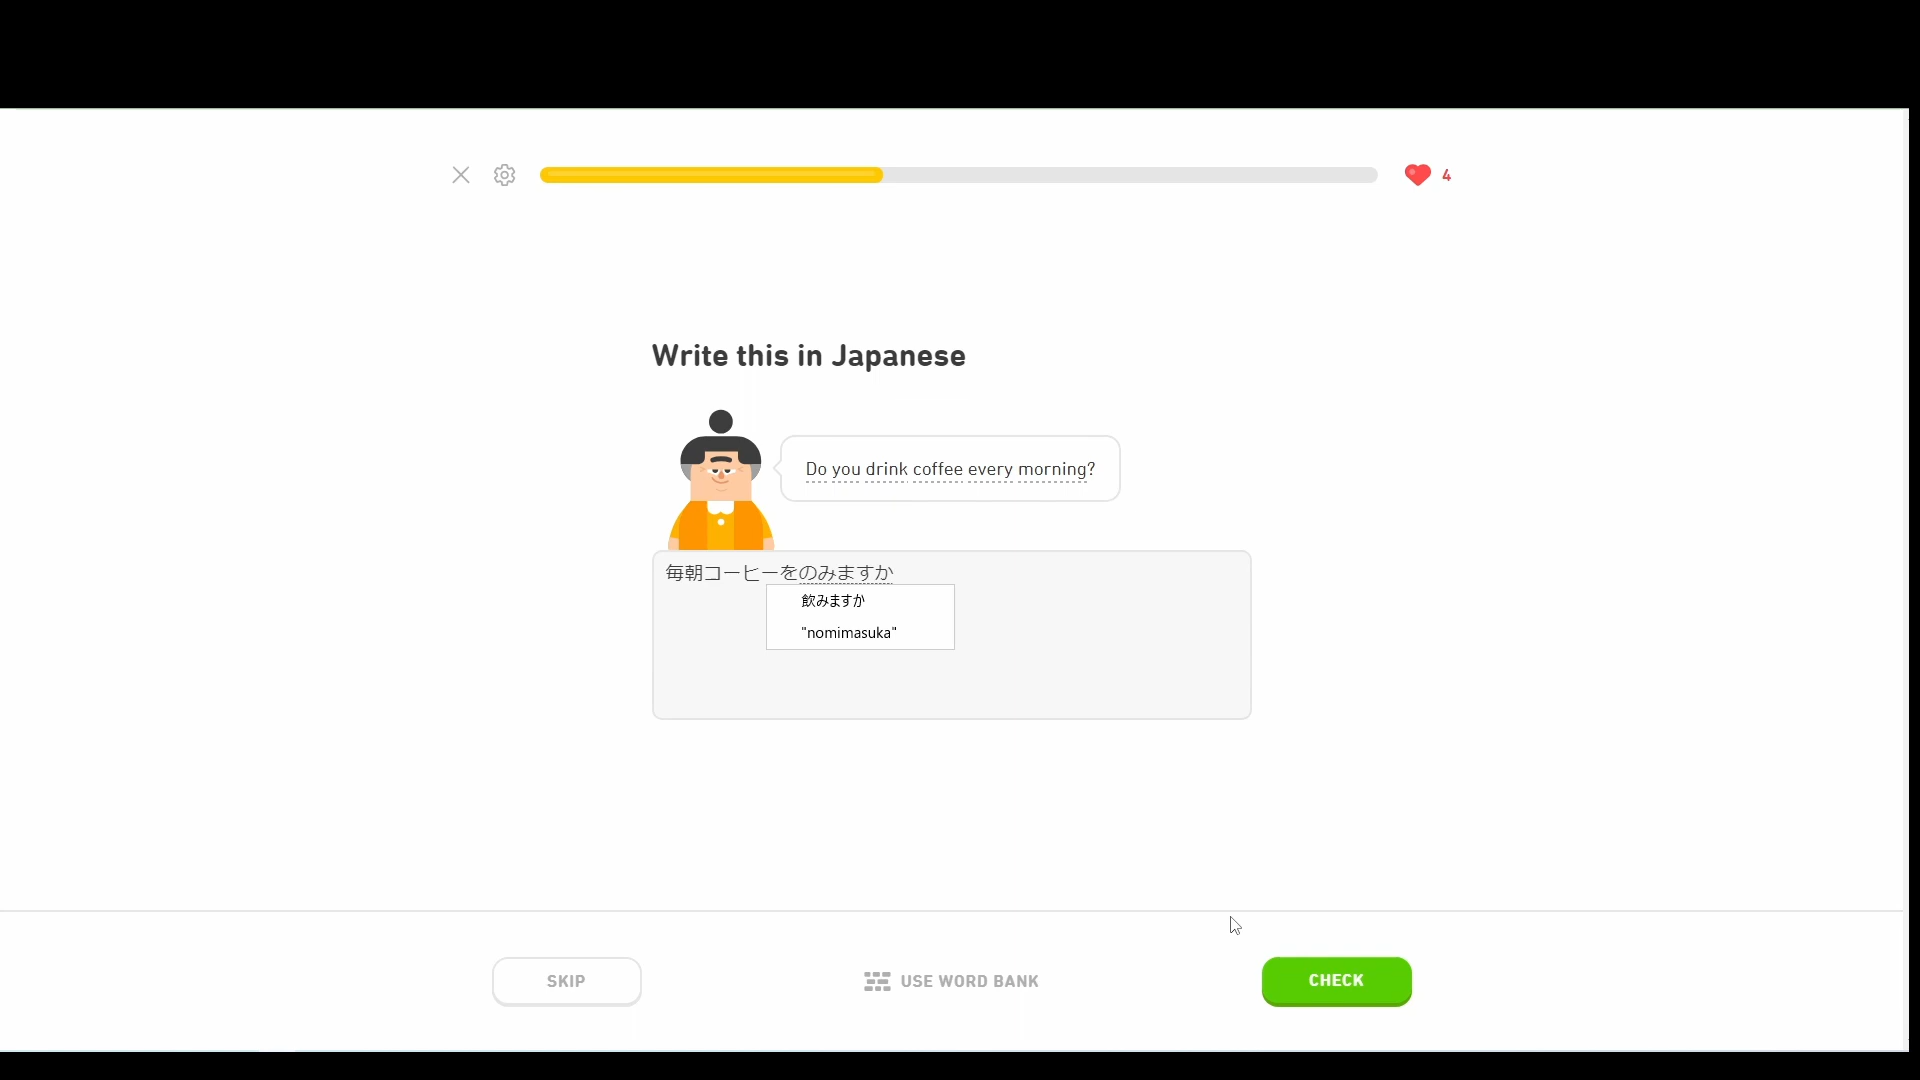 4
Write this in Japanese
Do you drink coffee every morning?
毎朝コーヒーをのみますか
飲みますか
"nomimasuka"
SKIP
USE WORD BANK
CHECK